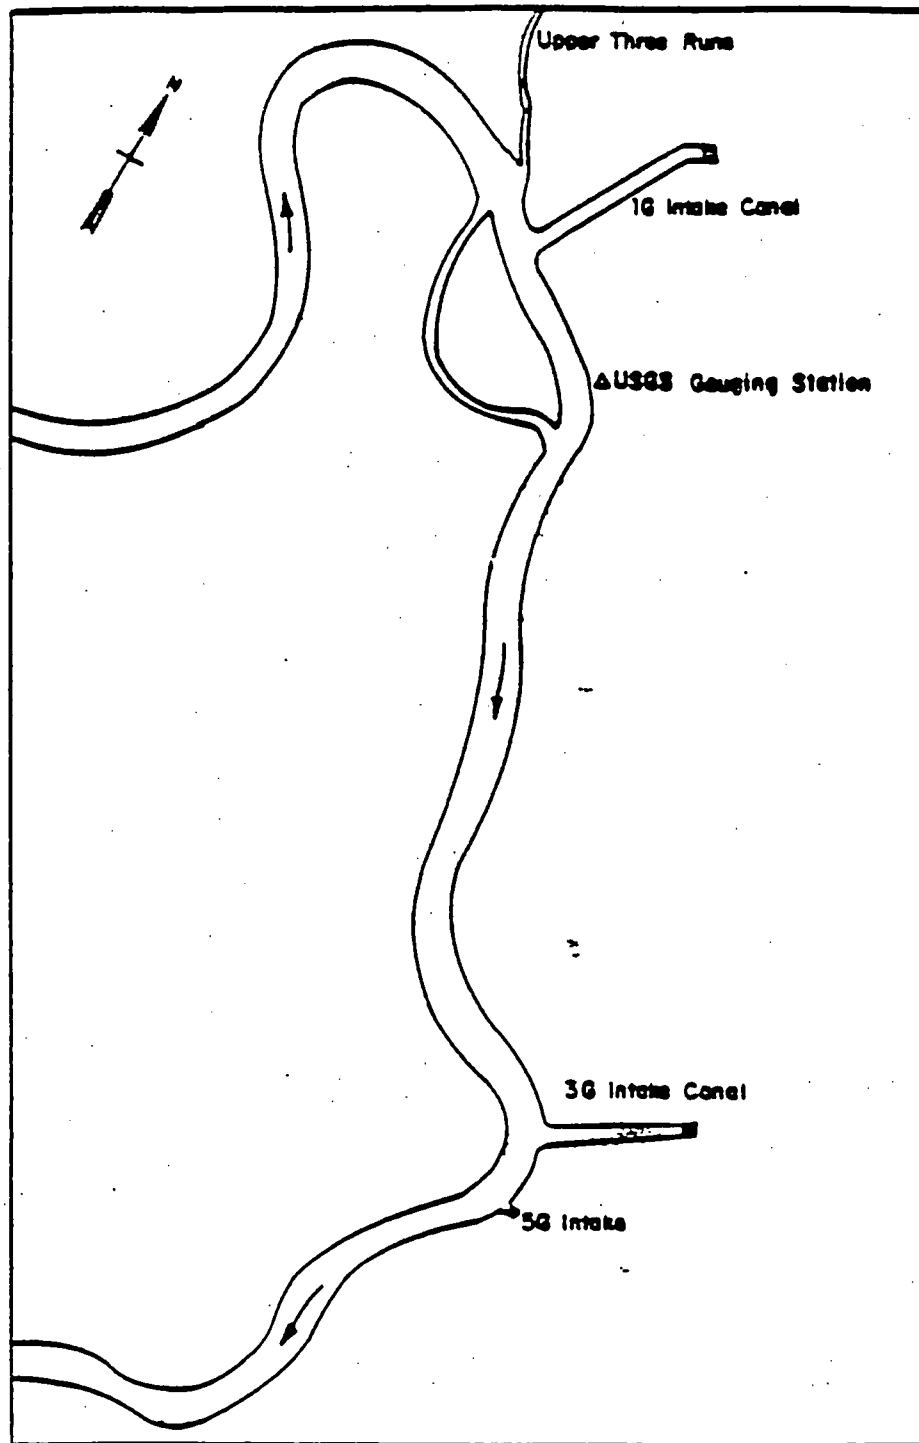 Upper Three Runs
N
1G Intake Canal
USGS Gauging Station
3G Intake Canal
5G Intake